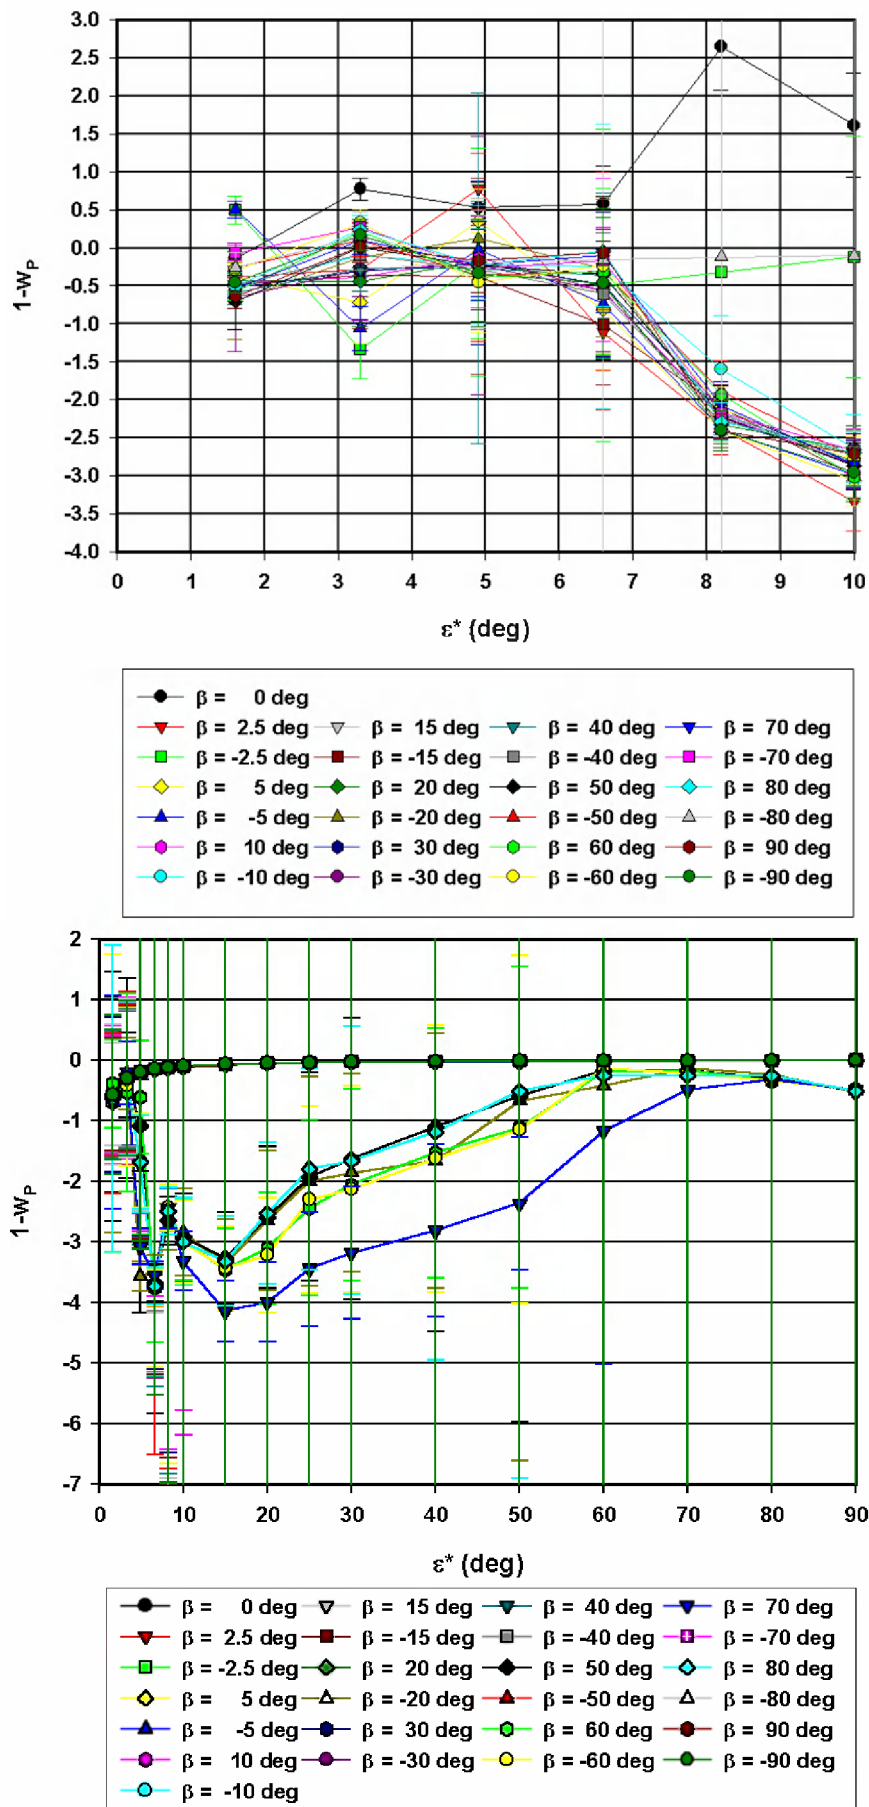 3.0
2.5
2.0
1.5
1.0
0.5
0.0
-0.5
-1.0
-1.5
-2.0
-2.5
-3.0
-3.5
-4.0
1-wP
0 1 2 3 4 5 6 7 8 9 10
ε* (deg)
β = 0 deg
β = 2.5 deg β = 15 deg β = 40 deg β = 70 deg
β = -2.5 deg β = -15 deg β = -40 deg β = -70 deg
β = 5 deg β = 20 deg β = 50 deg β = 80 deg
β = -5 deg β = -20 deg β = -50 deg β = -80 deg
β = 10 deg β = 30 deg β = 60 deg β = 90 deg
β = -10 deg β = -30 deg β = -60 deg β = -90 deg
2
1
0
-1
-2
-3
-4
-5
-6
-7
1-wP
0 10 20 30 40 50 60 70 80 90
ε* (deg)
β = 0 deg β = 15 deg β = 40 deg β = 70 deg
β = 2.5 deg β = -15 deg β = -40 deg β = -70 deg
β = -2.5 deg β = 20 deg β = 50 deg β = 80 deg
β = 5 deg β = -20 deg β = -50 deg β = -80 deg
β = -5 deg β = 30 deg β = 60 deg β = 90 deg
β = 10 deg β = -30 deg β = -60 deg β = -90 deg
β = -10 deg